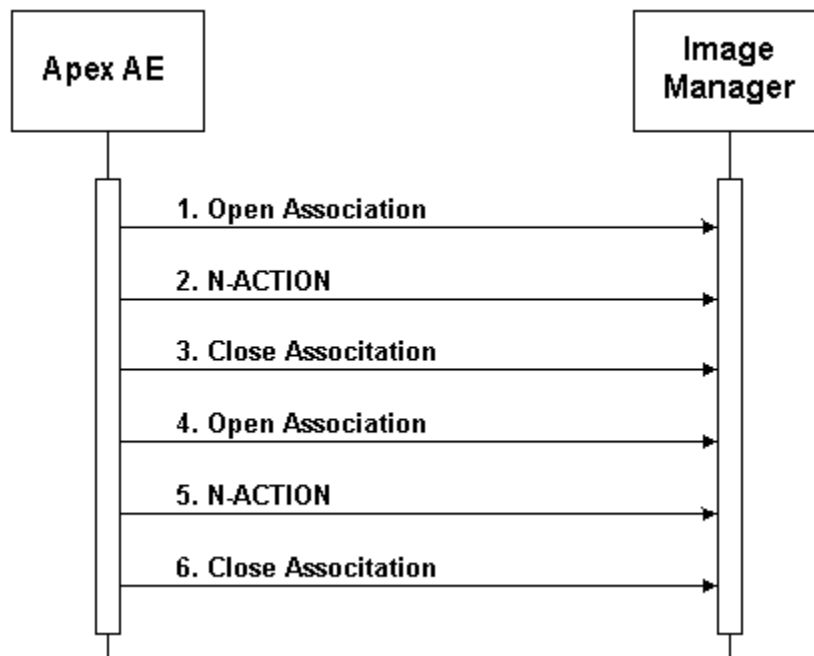 Apex AE
Image
Manager
1. Open Association
2. N-ACTION
3. Close Associtation
4. Open Association
5. N-ACTION
6. Close Associtation